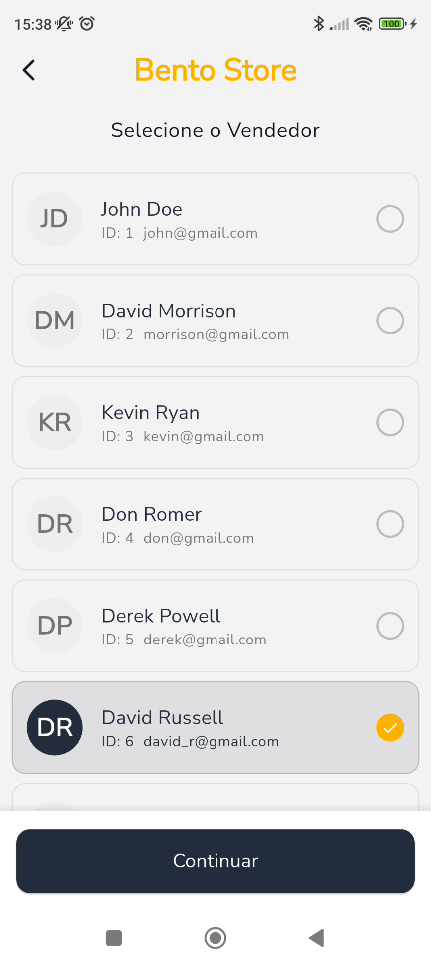 15:38 100
Bento Store
Selecione o Vendedor
JD
John Doe
ID: 1 john@gmail.com
DM
David Morrison
ID: 2 morrison@gmail.com
KR
Kevin Ryan
ID: 3 kevin@gmail.com
DR
Don Romer
ID: 4 don@gmail.com
DP
Derek Powell
ID: 5 derek@gmail.com
DR
David Russell
ID: 6 david_r@gmail.com
Continuar